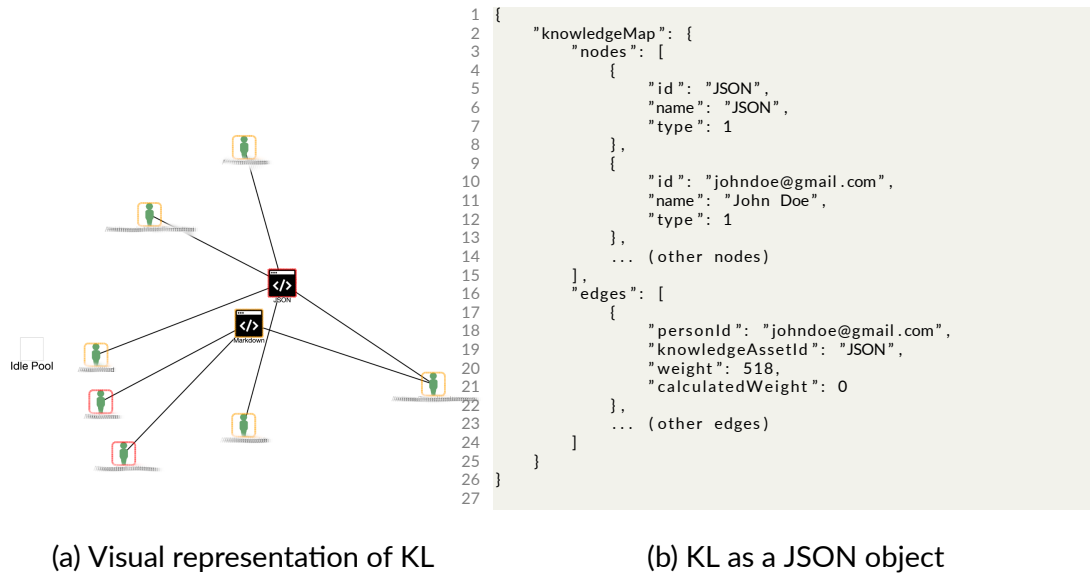 JSON
Markdown
Idle Pool
1 {
2 "knowledgeMap": {
3 "nodes": [
4 {
5 "id": "JSON",
6 "name": "JSON",
7 "type": 1
8 },
9 {
10 "id": "johndoe@gmail.com",
11 "name": "John Doe",
12 "type": 1
13 },
14 ... (other nodes)
15 ],
16 "edges": [
17 {
18 "personId": "johndoe@gmail.com",
19 "knowledgeAssetId": "JSON",
20 "weight": 518,
21 "calculatedWeight": 0
22 },
23 ... (other edges)
24 ]
25 }
26 }
27
(a) Visual representation of KL
(b) KL as a JSON object